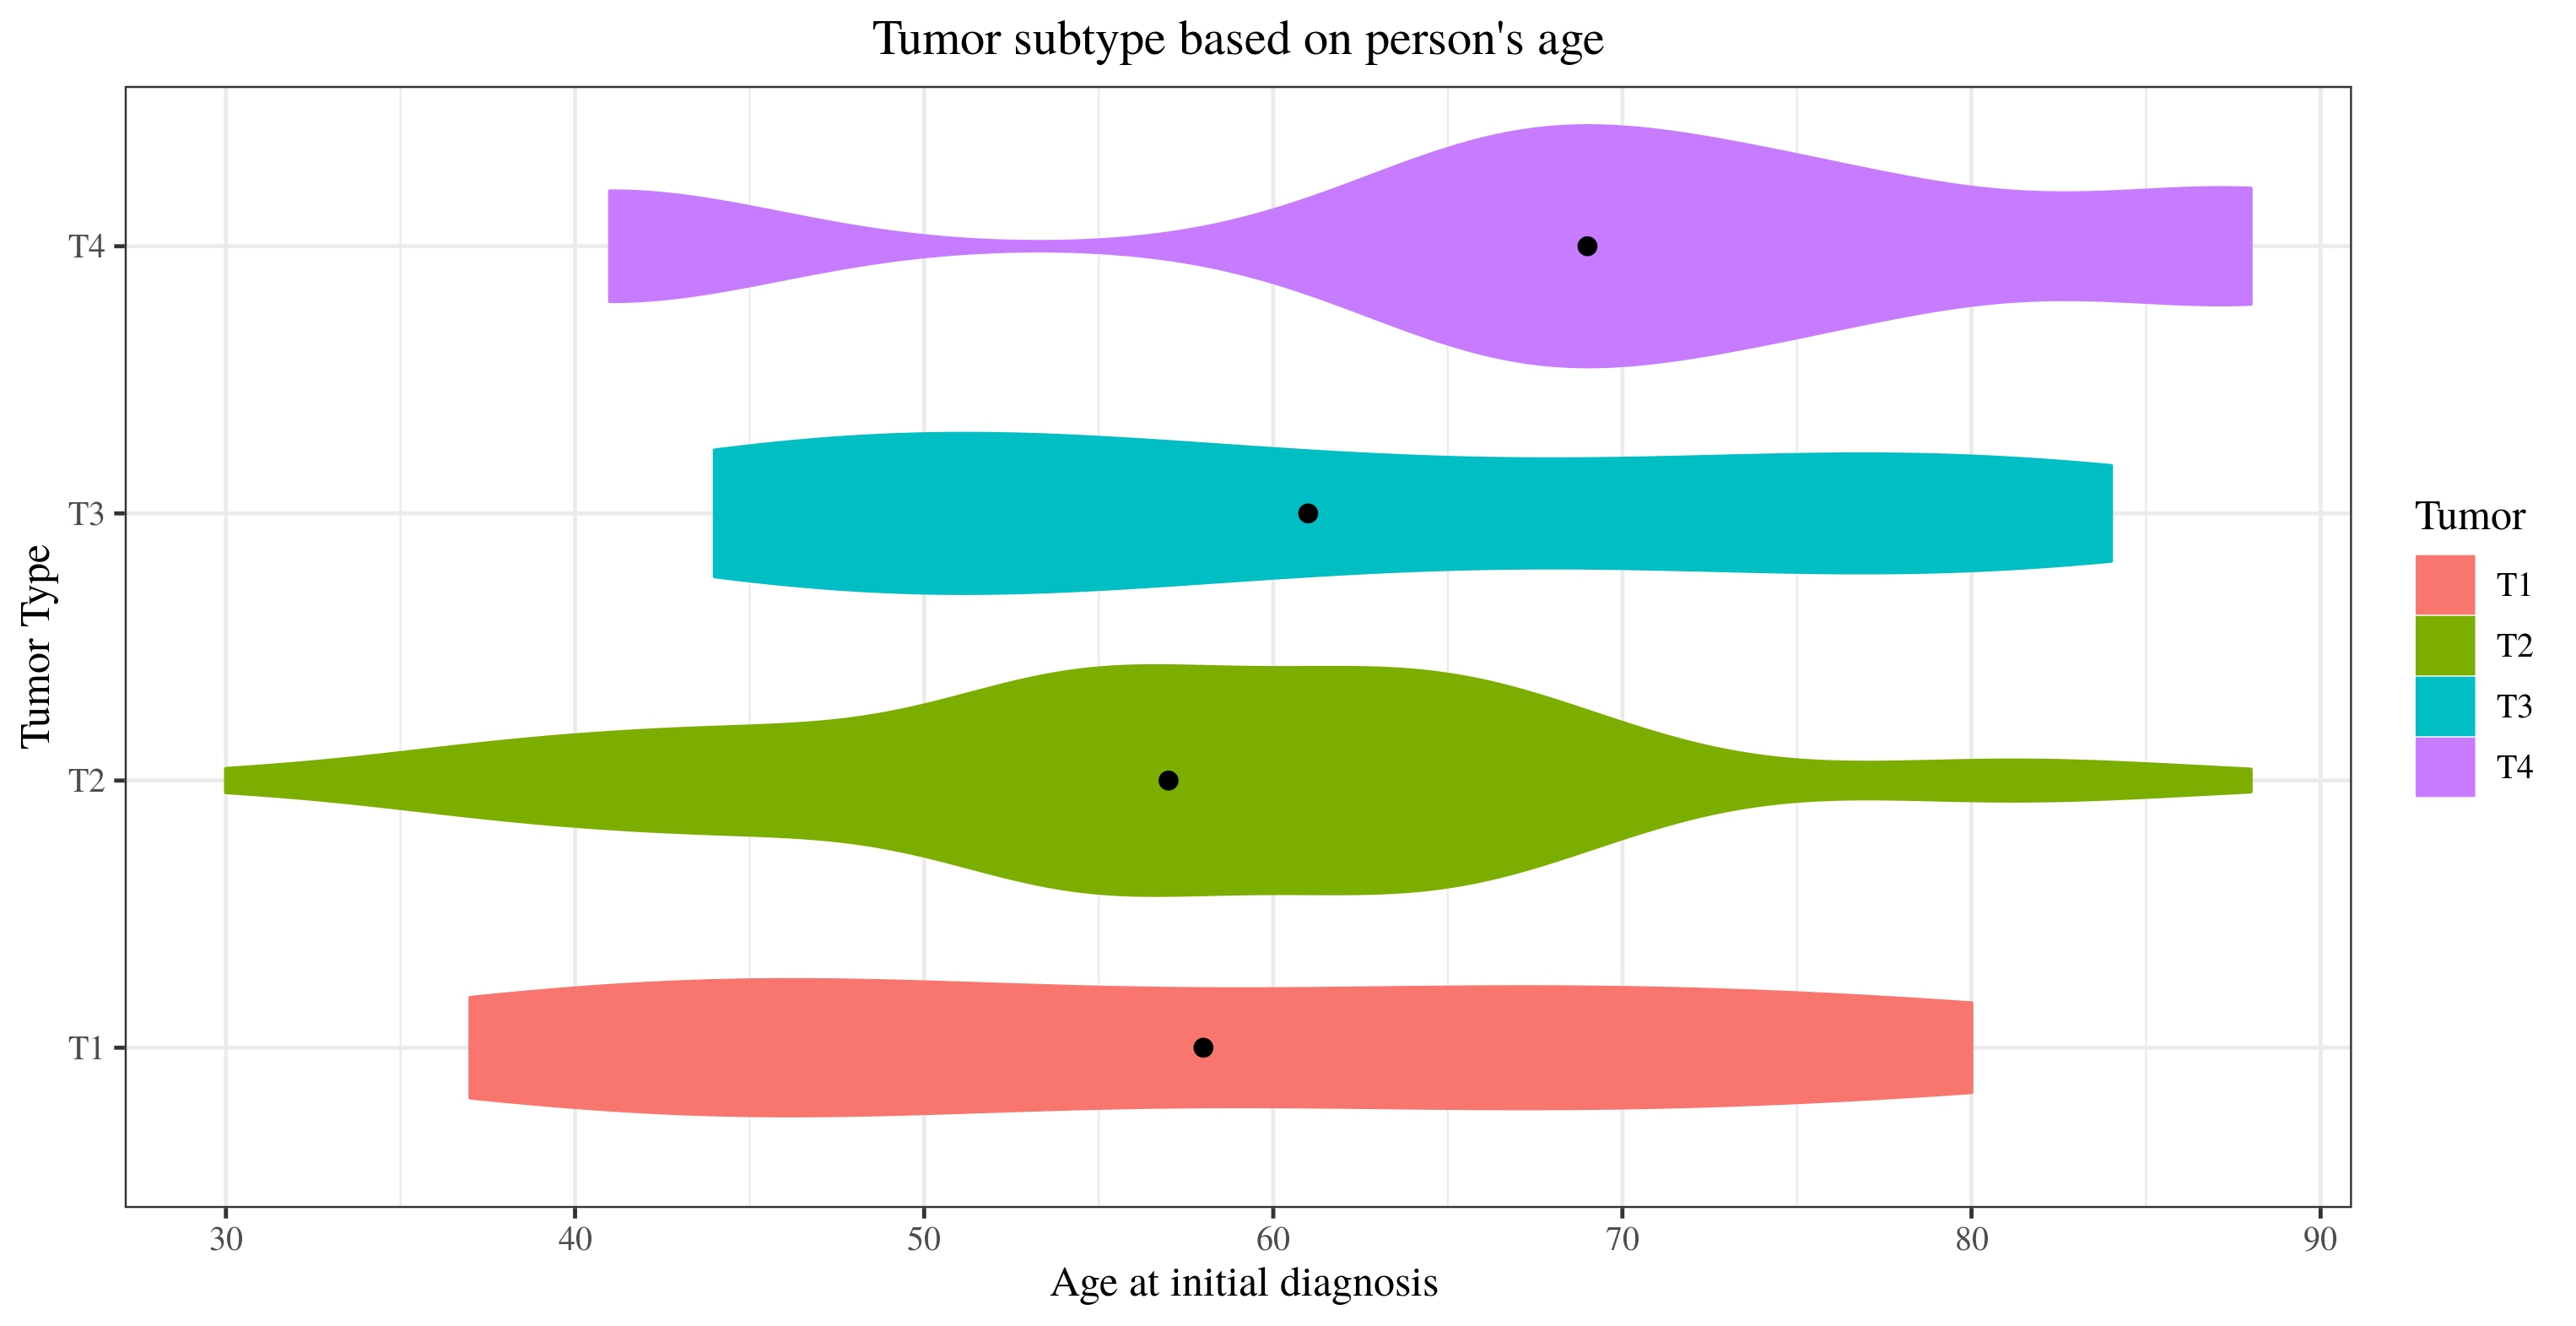 Tumor subtype based on person's age
Tumor Type
T4
T3
T2
T1
30 40 50 60 70 80 90
Age at initial diagnosis
Tumor
T1
T2
T3
T4